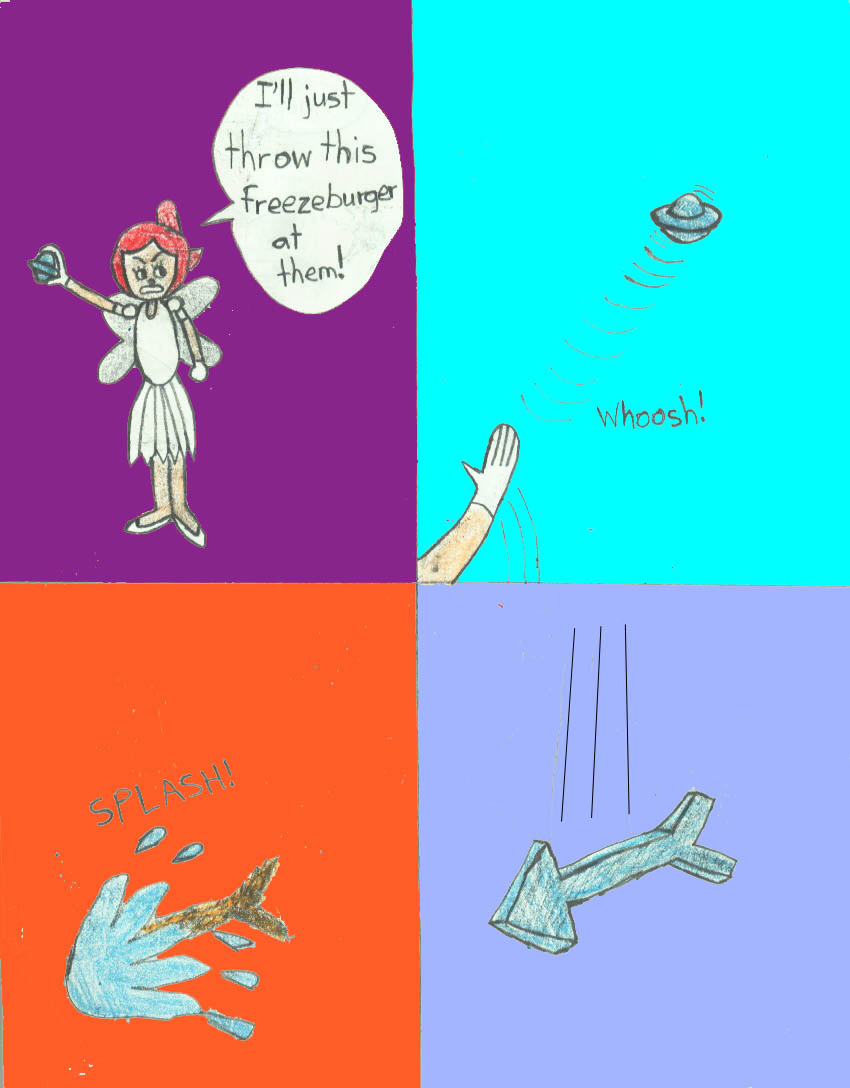 I'll just
throw this
freezeburger
at
them!
Whoosh!
SPLASH!